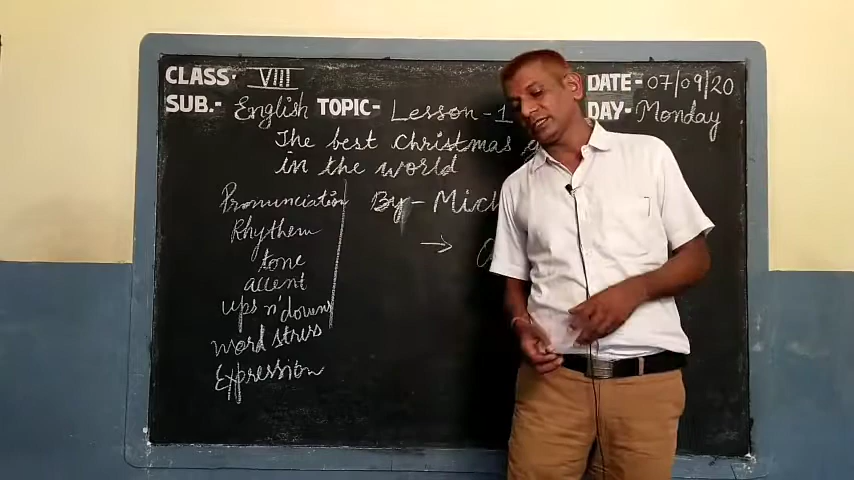 CLASS- VIII DATE- 07/09/20
SUB.- English TOPIC- Lesson-1 DAY- Monday
The best christmas
in the world
Pronunciation By- Mich
Rhythem →
tone
accent
ups n' downs
word stress
Expression